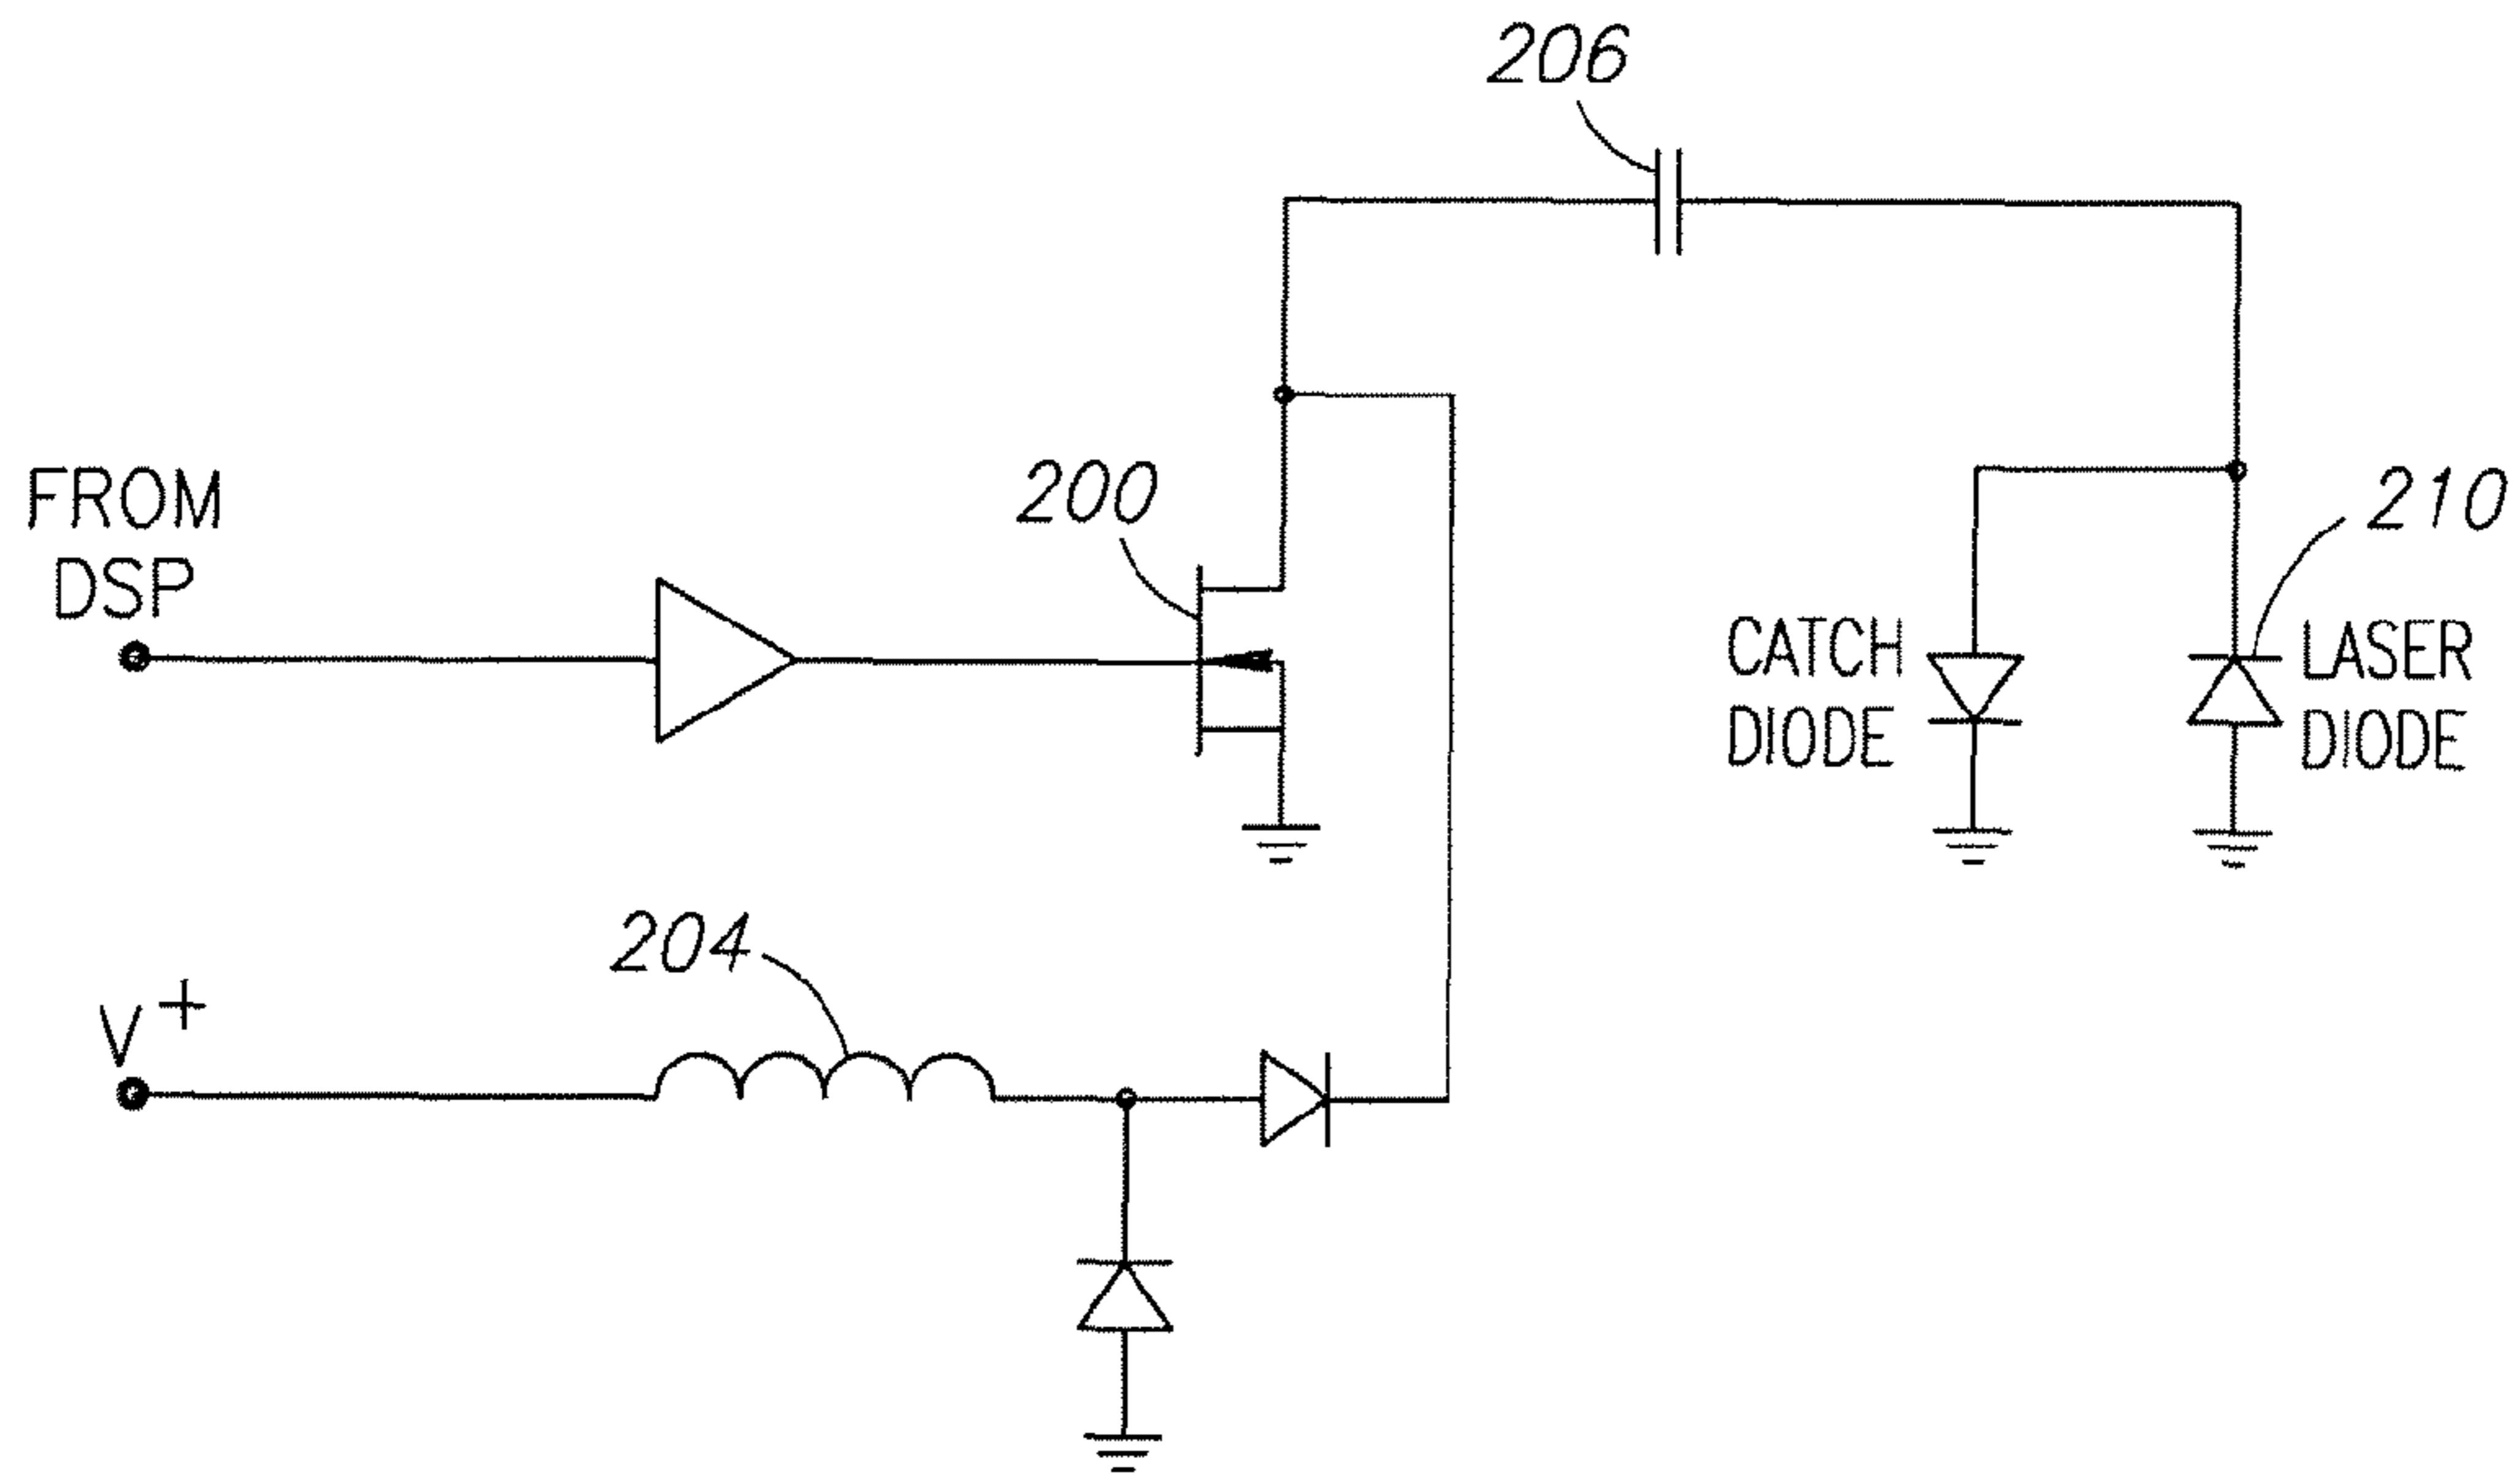 206
FROM
DSP
200
210
CATCH
DIODE
LASER
DIODE
204
V+